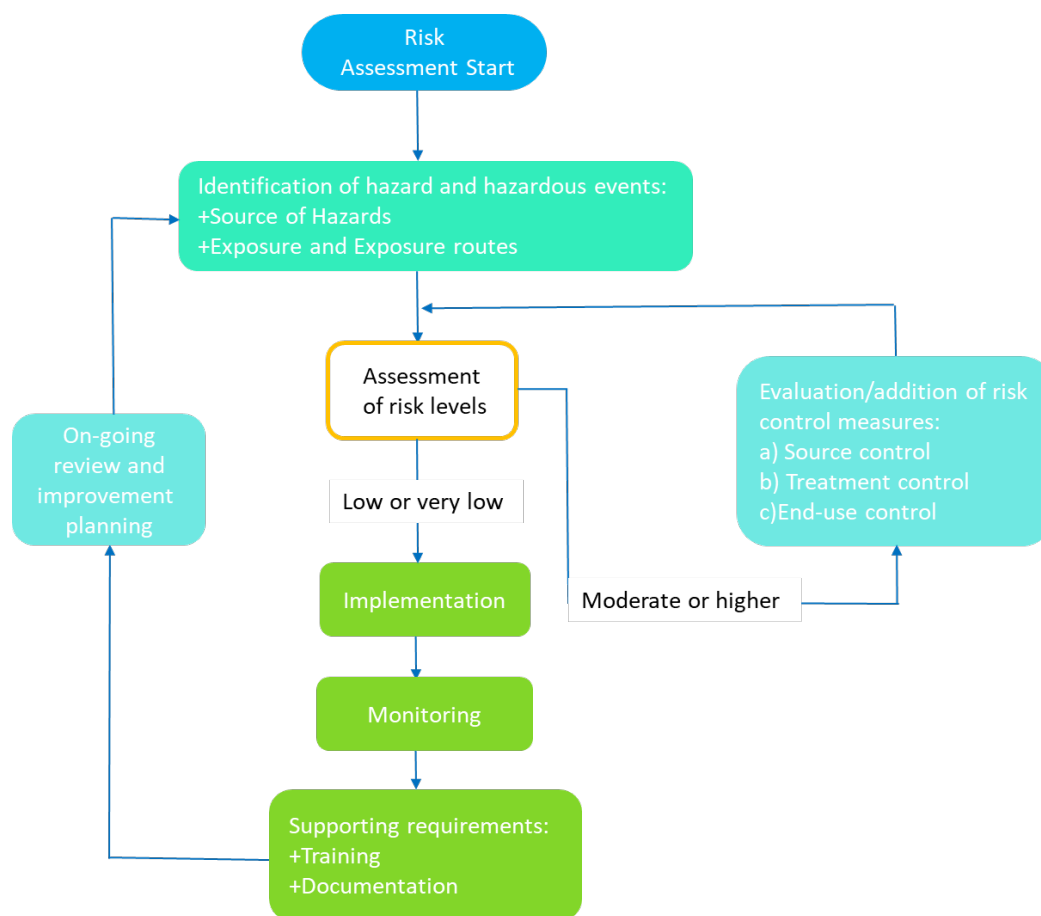 Risk
Assessment Start
Identification of hazard and hazardous events:
+Source of Hazards
+Exposure and Exposure routes
Assessment
of risk levels
Evaluation/addition of risk
control measures:
a) Source control
b) Treatment control
c)End-use control
On-going
review and
improvement
planning
Low or very low
Implementation
Moderate or higher
Monitoring
Supporting requirements:
+Training
+Documentation